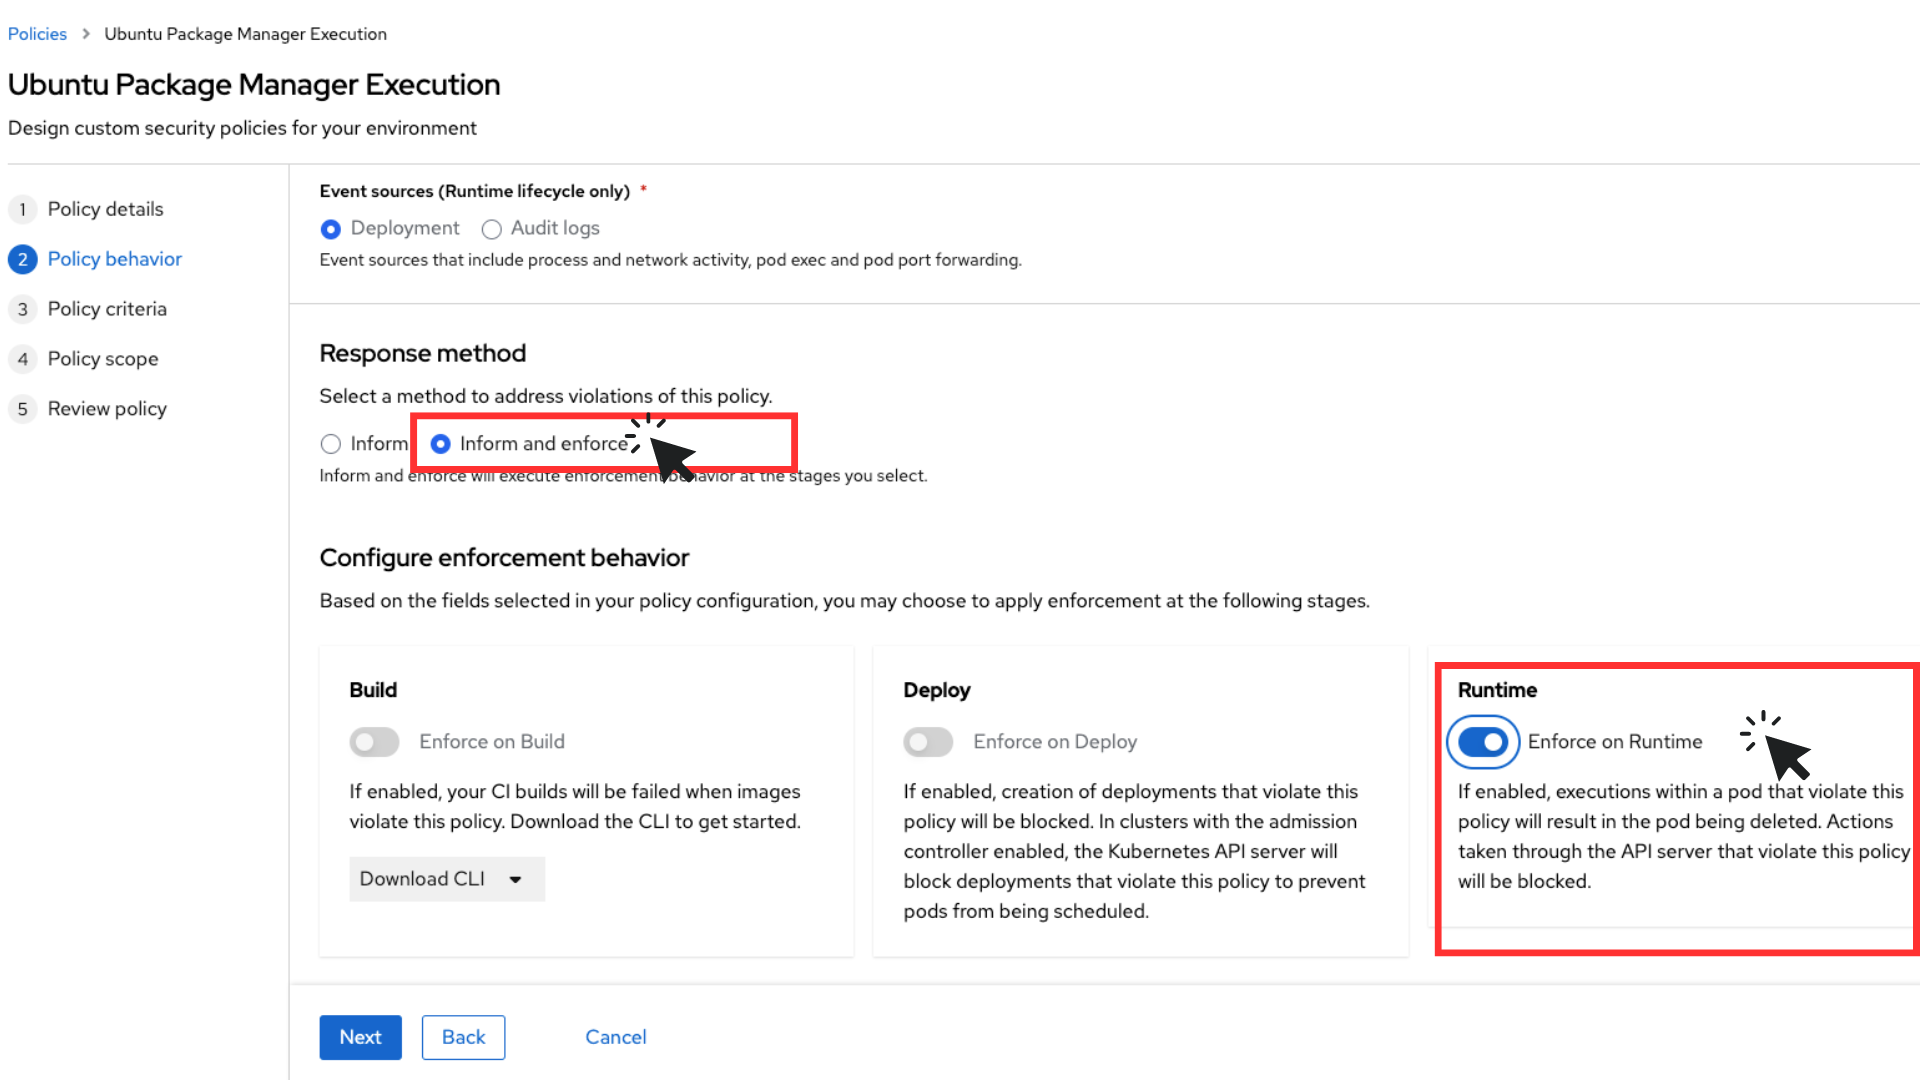 Policies > Ubuntu Package Manager Execution
Ubuntu Package Manager Execution
Design custom security policies for your environment
1 Policy details
2 Policy behavior
3 Policy criteria
4 Policy scope
5 Review policy
Event sources (Runtime lifecycle only) *
Deployment Audit logs
Event sources that include process and network activity, pod exec and pod port forwarding.
Response method
Select a method to address violations of this policy.
Inform Inform and enforce
Inform and enforce will execute enforcement behavior at the stages you select.
Configure enforcement behavior
Based on the fields selected in your policy configuration, you may choose to apply enforcement at the following stages.
Build
Enforce on Build
If enabled, your CI builds will be failed when images
violate this policy. Download the CLI to get started.
Download CLI
Deploy
Enforce on Deploy
If enabled, creation of deployments that violate this
policy will be blocked. In clusters with the admission
controller enabled, the Kubernetes API server will
block deployments that violate this policy to prevent
pods from being scheduled.
Runtime
Enforce on Runtime
If enabled, executions within a pod that violate this
policy will result in the pod being deleted. Actions
taken through the API server that violate this policy
will be blocked.
Next Back Cancel